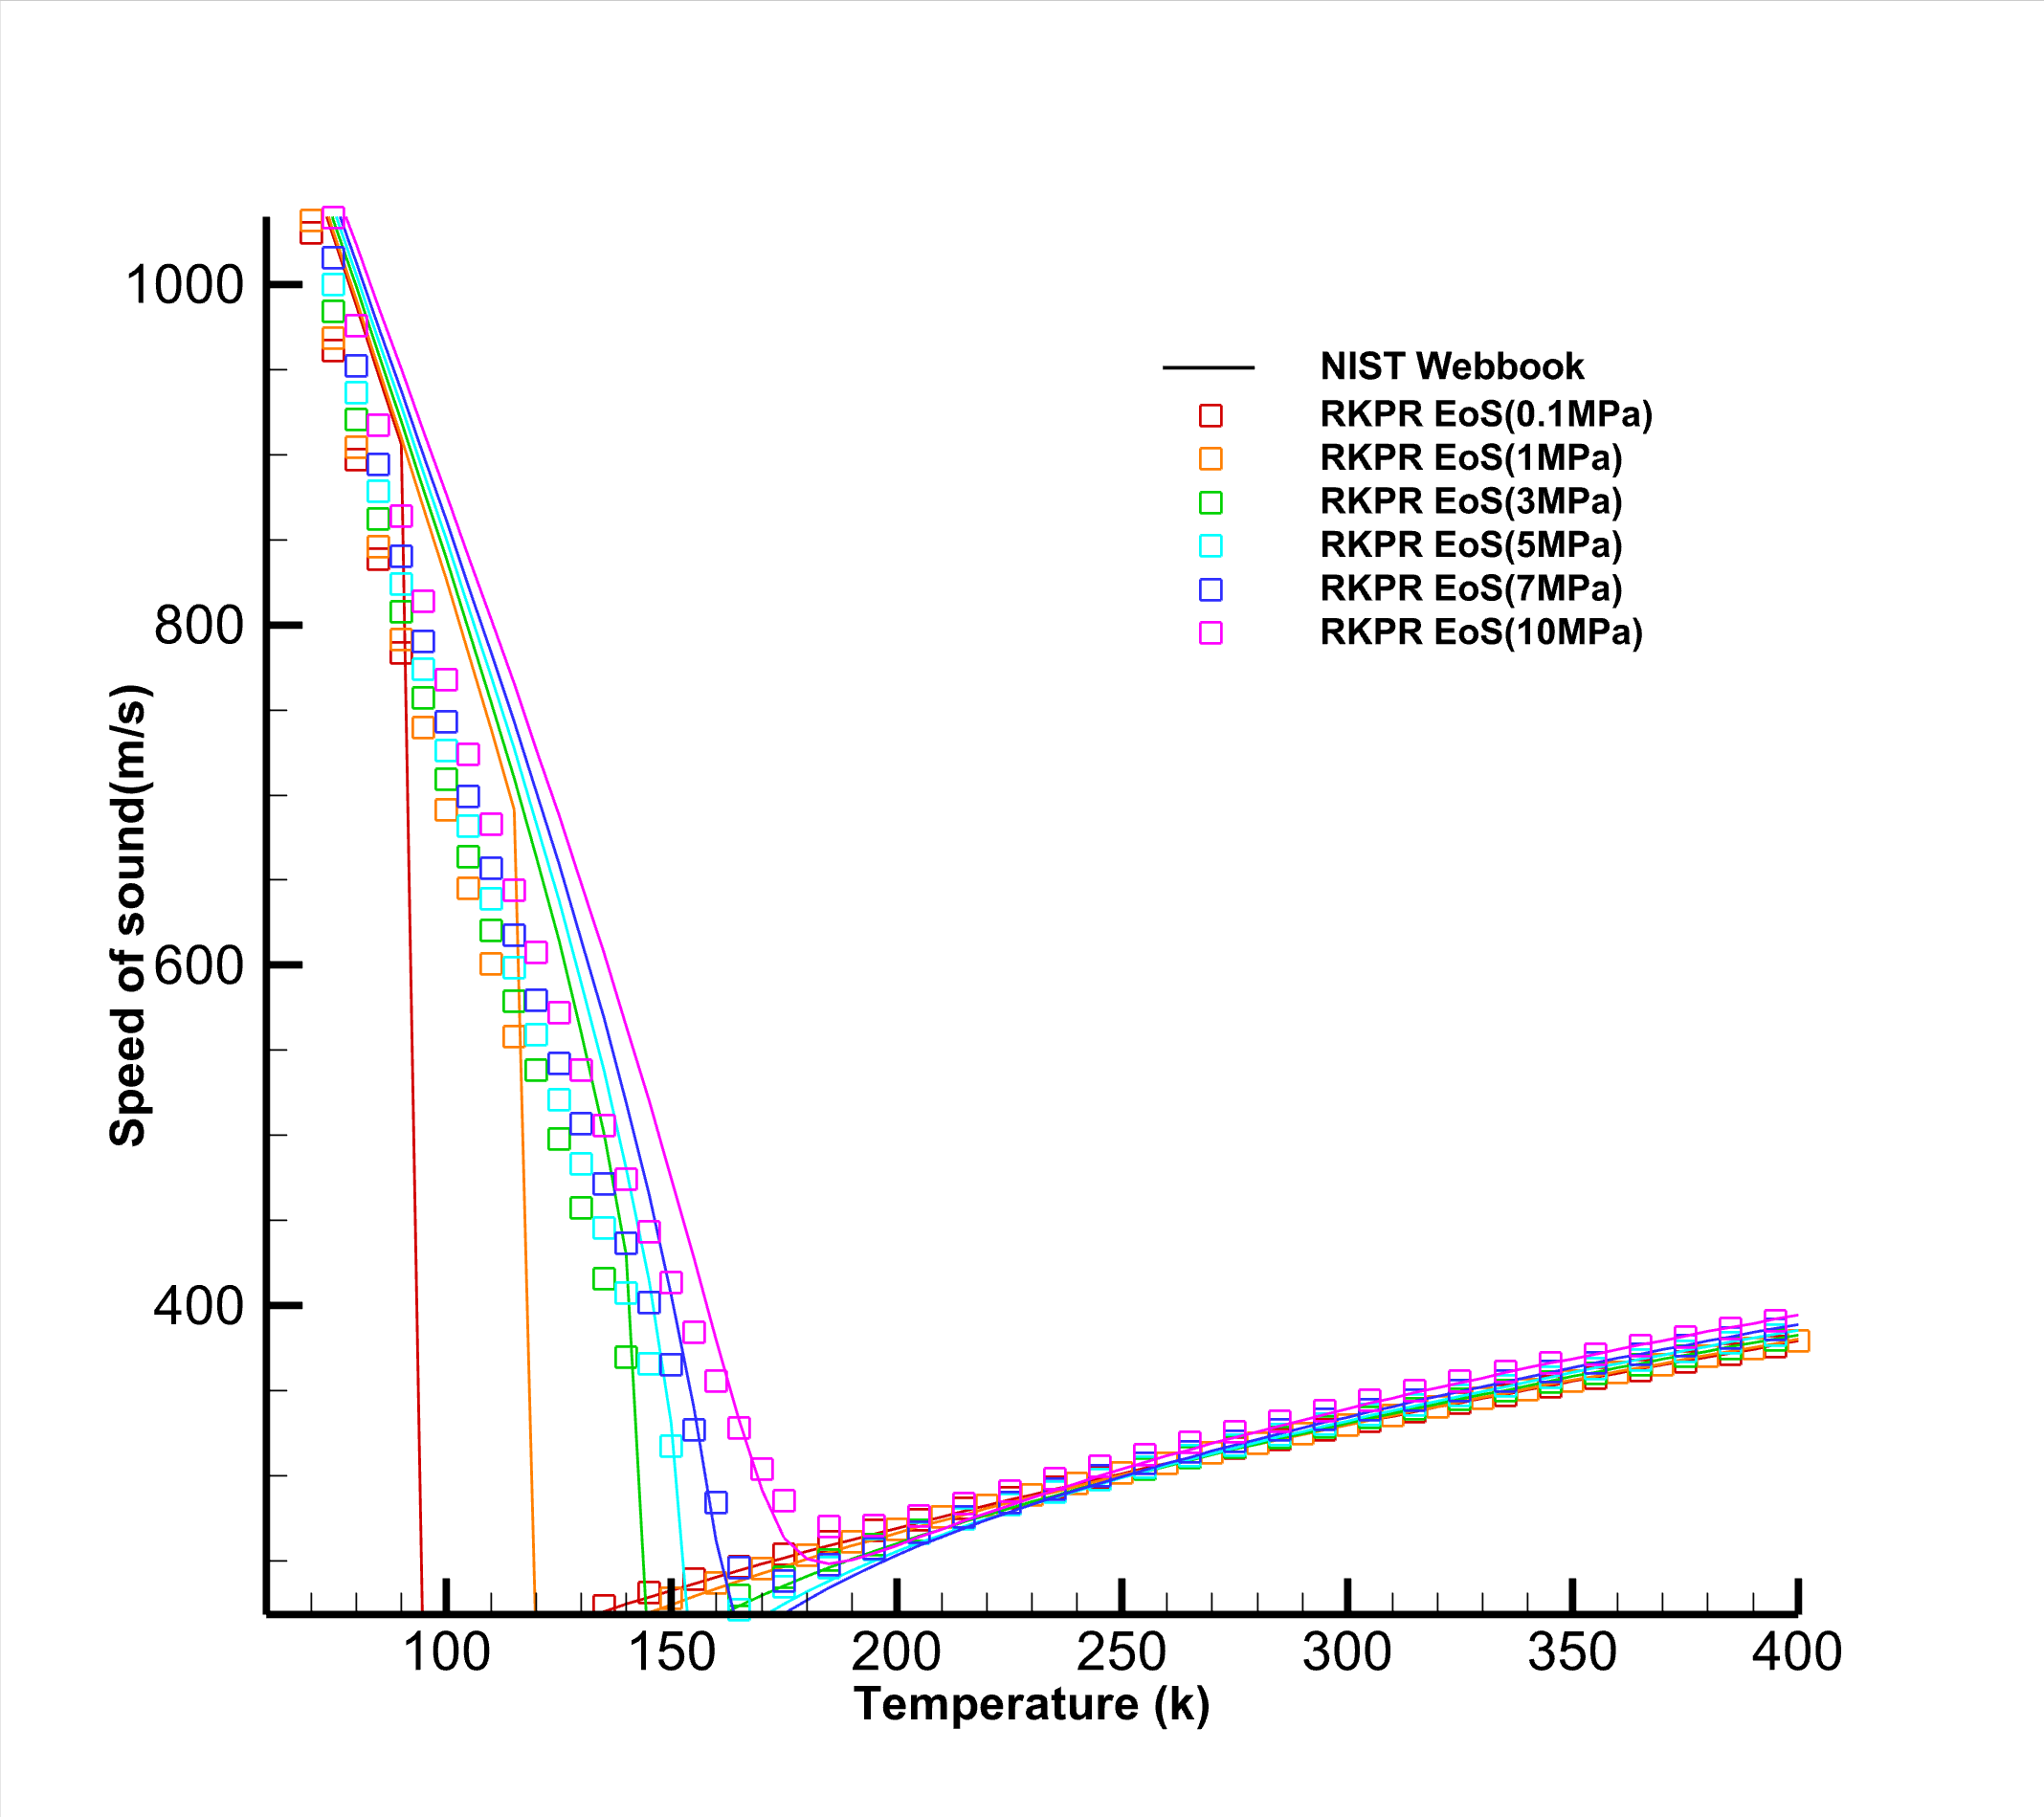 1000
800
600
400
Speed of sound(m/s)
NIST Webbook
RKPR EoS(0.1MPa)
RKPR EoS(1MPa)
RKPR EoS(3MPa)
RKPR EoS(5MPa)
RKPR EoS(7MPa)
RKPR EoS(10MPa)
100 150 200 250 300 350 400
Temperature (k)